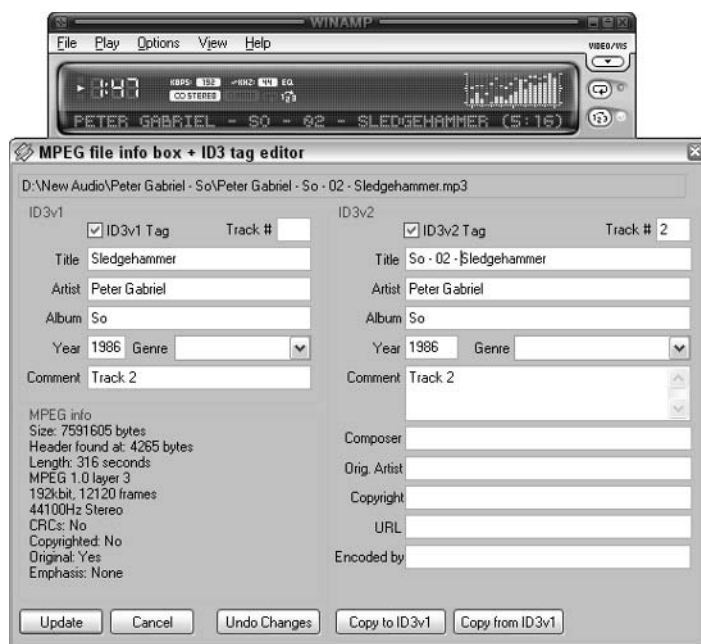 WINAMP
File Play Options View Help
VIDEO/VIS
1:47
KBPS: 192 KHZ: 44 EQ
STEREO
PETER GABRIEL - SO - 02 - SLEDGEHAMMER (5:16)
MPEG file info box + ID3 tag editor
D:\New Audio\Peter Gabriel - So\Peter Gabriel - So - 02 - Sledgehammer.mp3
ID3v1
ID3v1 Tag Track #
Title Sledgehammer
Artist Peter Gabriel
Album So
Year 1986 Genre
Comment Track 2
MPEG info
Size: 7591605 bytes
Header found at: 4265 bytes
Length: 316 seconds
MPEG 1.0 layer 3
192kbit, 12120 frames
44100Hz Stereo
CRCs: No
Copyrighted: No
Original: Yes
Emphasis: None
ID3v2
ID3v2 Tag Track # 2
Title So - 02 - Sledgehammer
Artist Peter Gabriel
Album So
Year 1986 Genre
Comment Track 2
Composer
Orig. Artist
Copyright
URL
Encoded by
Update Cancel Undo Changes Copy to ID3v1 Copy from ID3v1